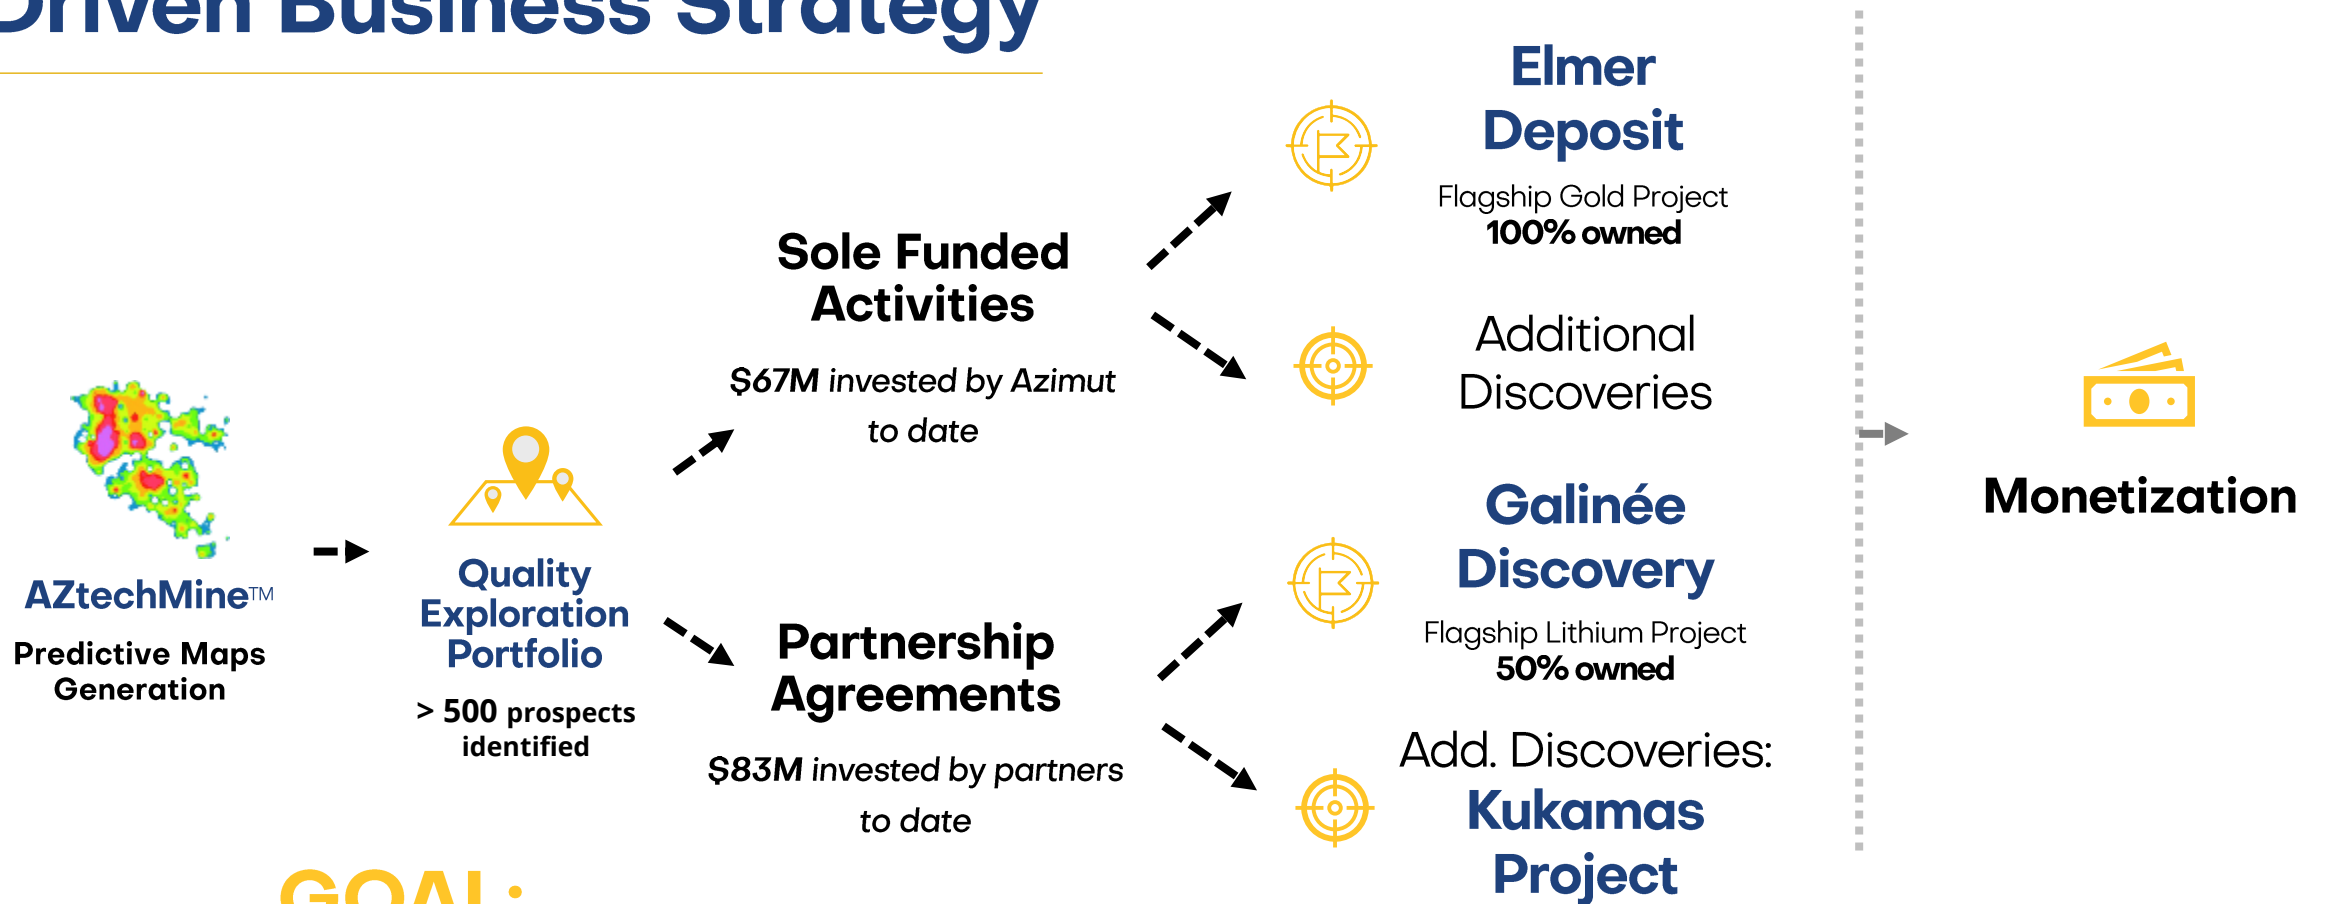 Driven Business Strategy
Elmer
Deposit
Flagship Gold Project
100% owned
Sole Funded
Activities
$67M invested by Azimut
to date
Additional
Discoveries
AZtechMine™
Predictive Maps
Generation
Quality
Exploration
Portfolio
> 500 prospects
identified
Partnership
Agreements
$83M invested by partners
to date
Galinée
Discovery
Flagship Lithium Project
50% owned
Add. Discoveries:
Kukamas
Project
Monetization
GOAL: